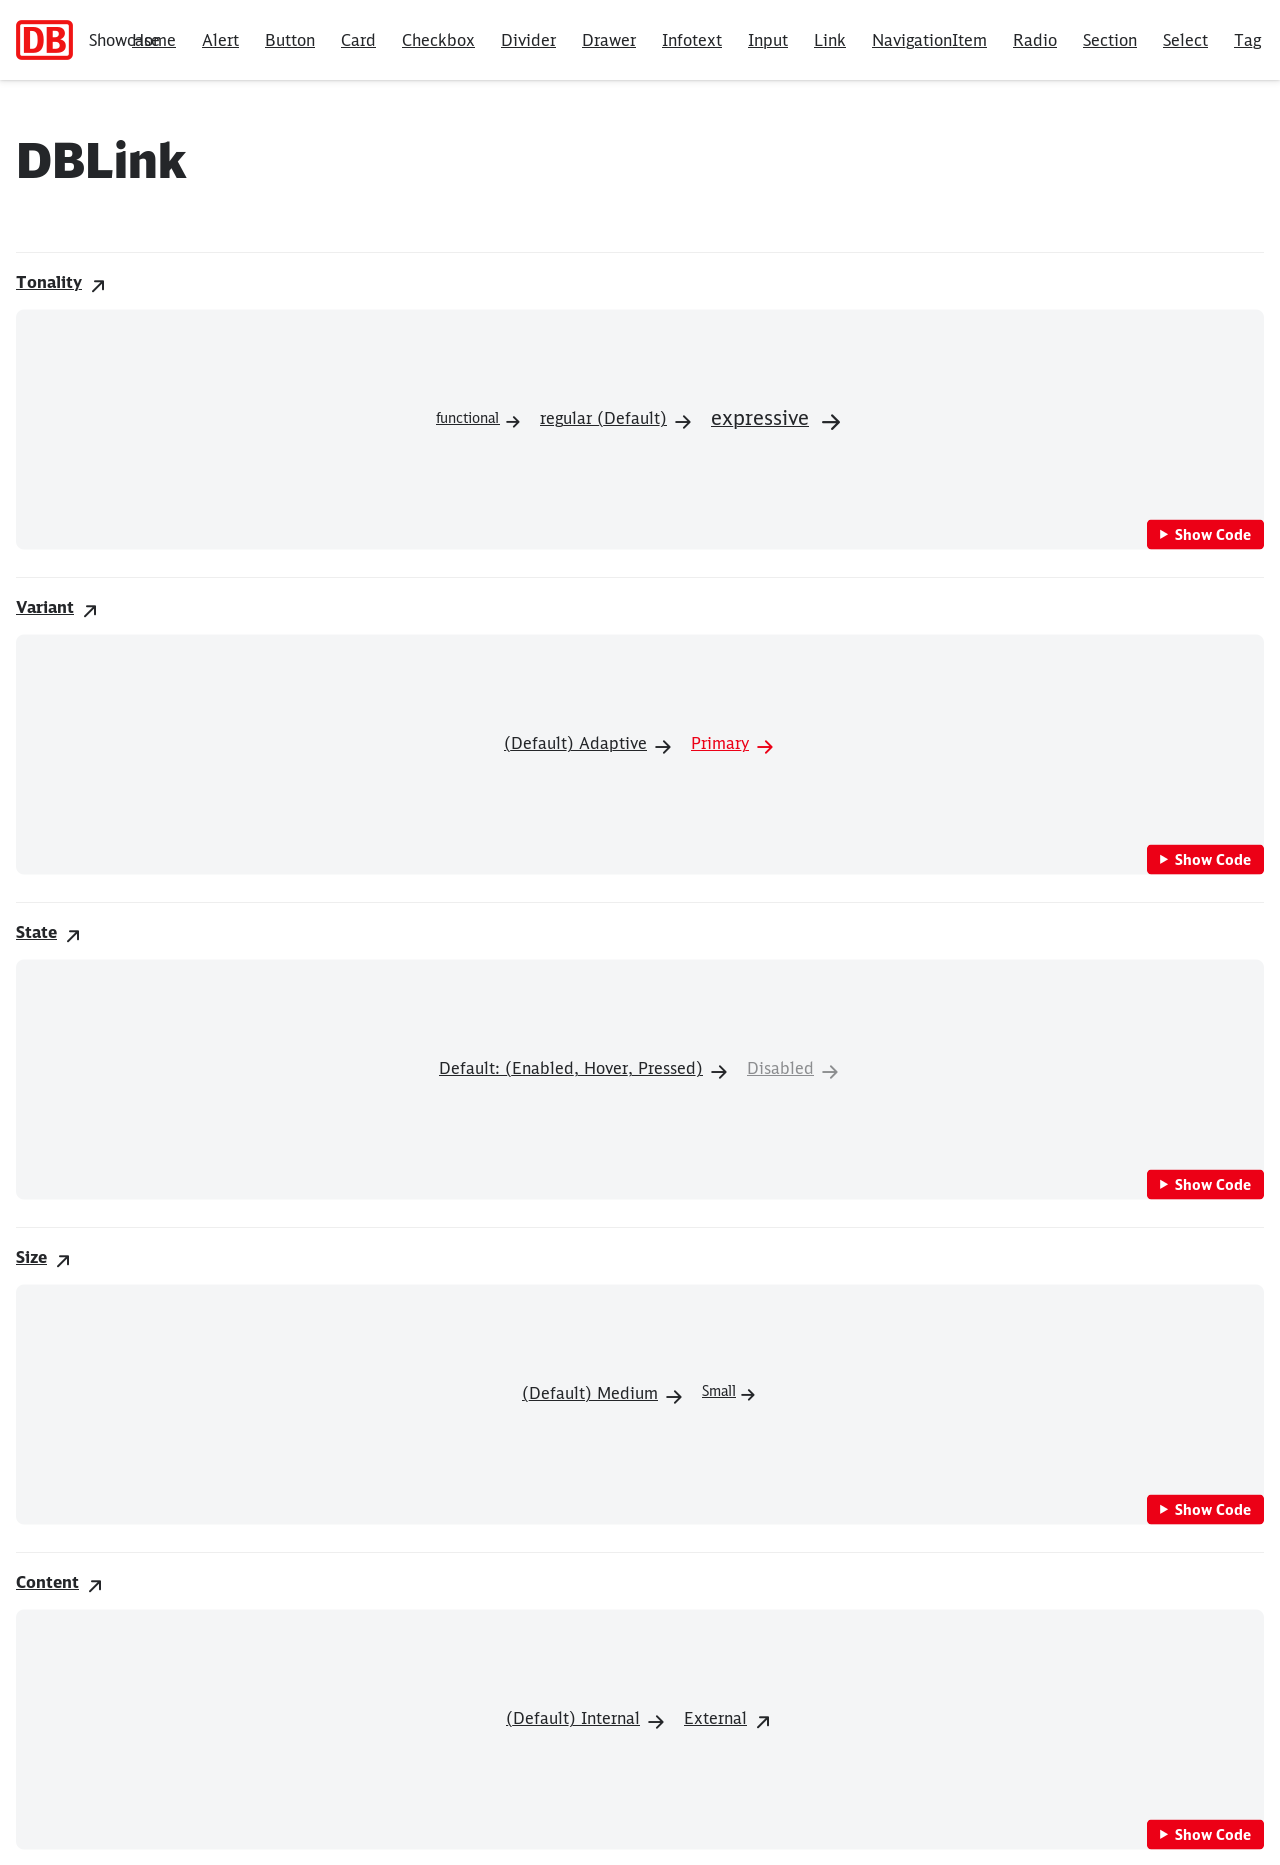 DB Showcase Home Alert Button Card Checkbox Divider Drawer Infotext Input Link NavigationItem Radio Section Select Tag
DBLink
Tonality
functional regular (Default) expressive
Show Code
Variant
(Default) Adaptive Primary
Show Code
State
Default: (Enabled, Hover, Pressed) Disabled
Show Code
Size
(Default) Medium Small
Show Code
Content
(Default) Internal External
Show Code